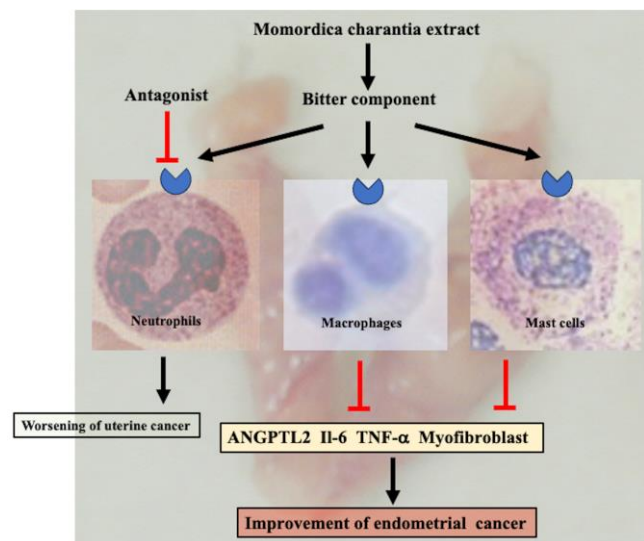 Momordica charantia extract
Antagonist
Bitter component
Neutrophils
Macrophages
Mast cells
Worsening of uterine cancer
ANGPTL2 Il-6 TNF-α Myofibroblast
Improvement of endometrial cancer